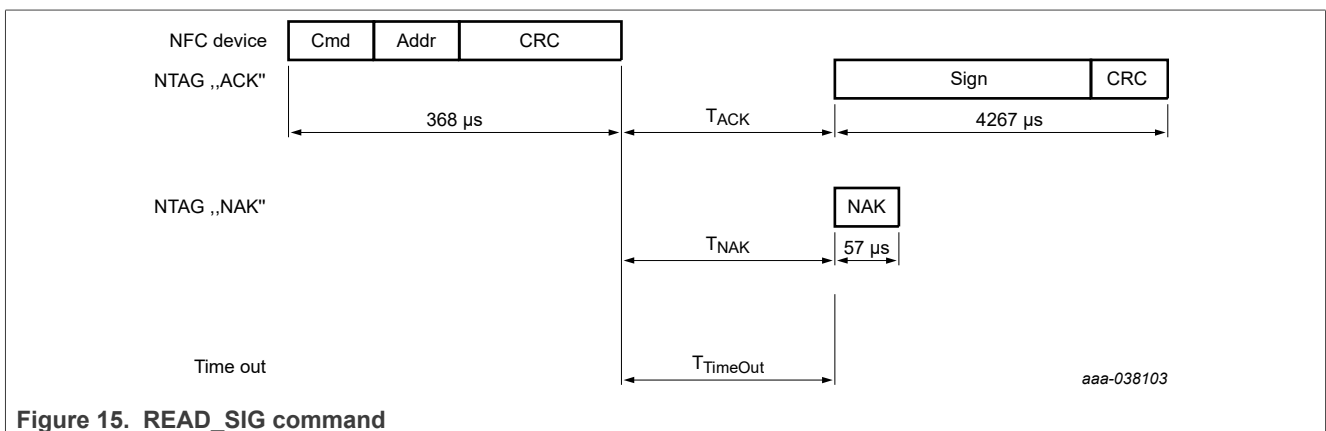 NFC device Cmd Addr CRC
NTAG ,,ACK" Sign CRC
368 µs TACK 4267 µs
NTAG ,,NAK" NAK
TNAK 57 µs
Time out TTimeOut
aaa-038103
Figure 15. READ_SIG command